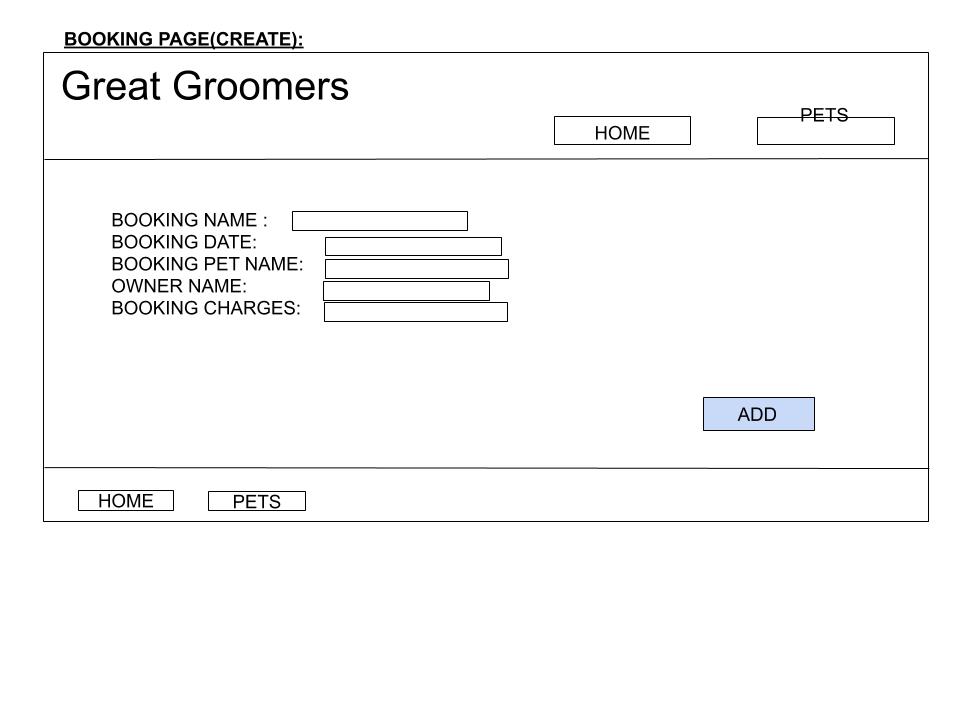 BOOKING PAGE(CREATE):
Great Groomers
HOME
PETS
BOOKING NAME :
BOOKING DATE:
BOOKING PET NAME:
OWNER NAME:
BOOKING CHARGES:
ADD
HOME
PETS